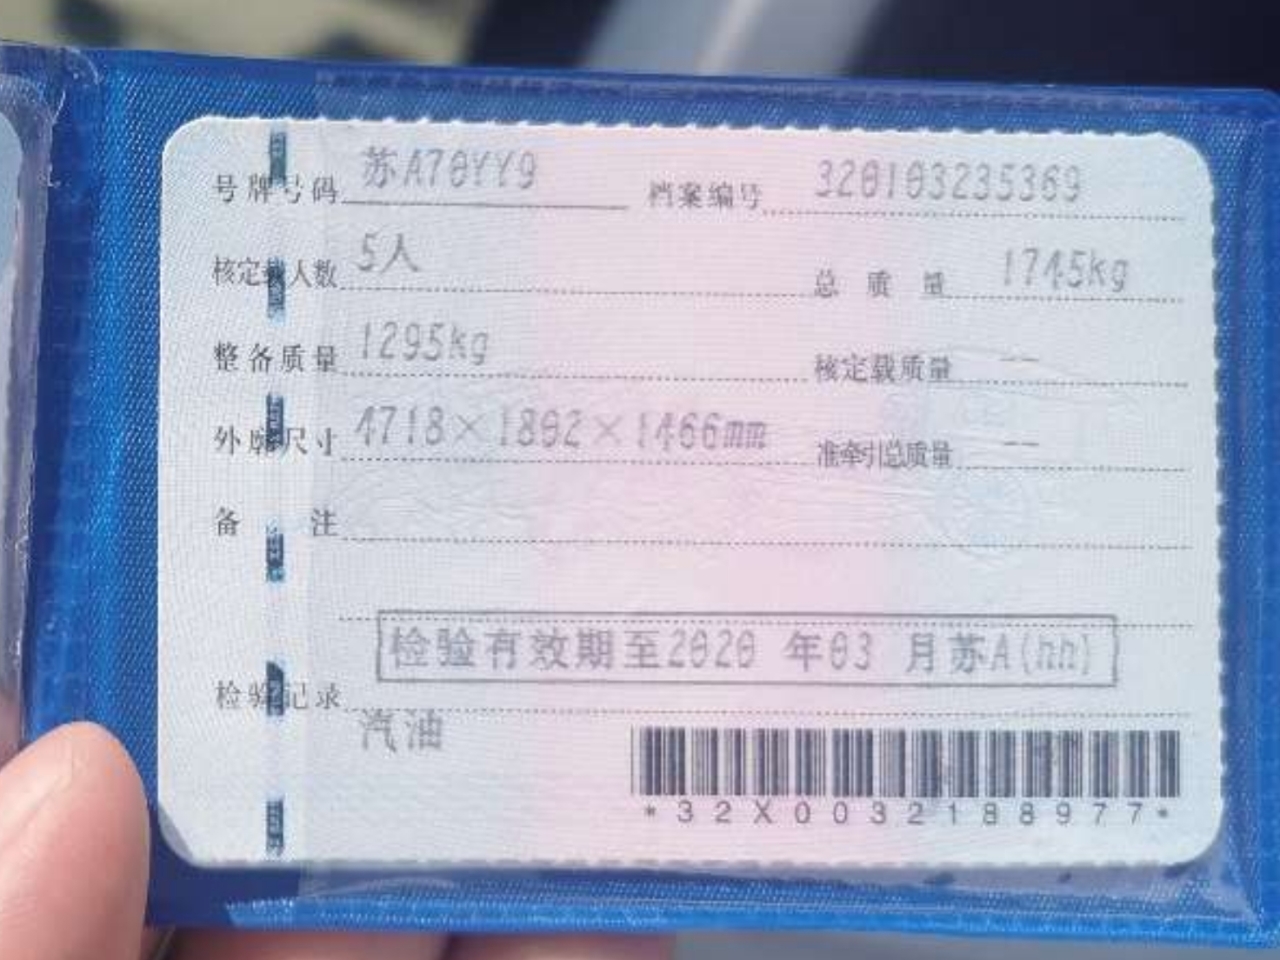 号牌号码 苏A70YY9 档案编号 320103235369
核定载人数 5人 总质量 1745kg
整备质量 1295kg 核定载质量 --
外廓尺寸 4718×1802×1466mm 准牵引总质量 --
备注
检验有效期至2020 年03 月苏A(hh)
检验记录
汽油
*32X0032188977*